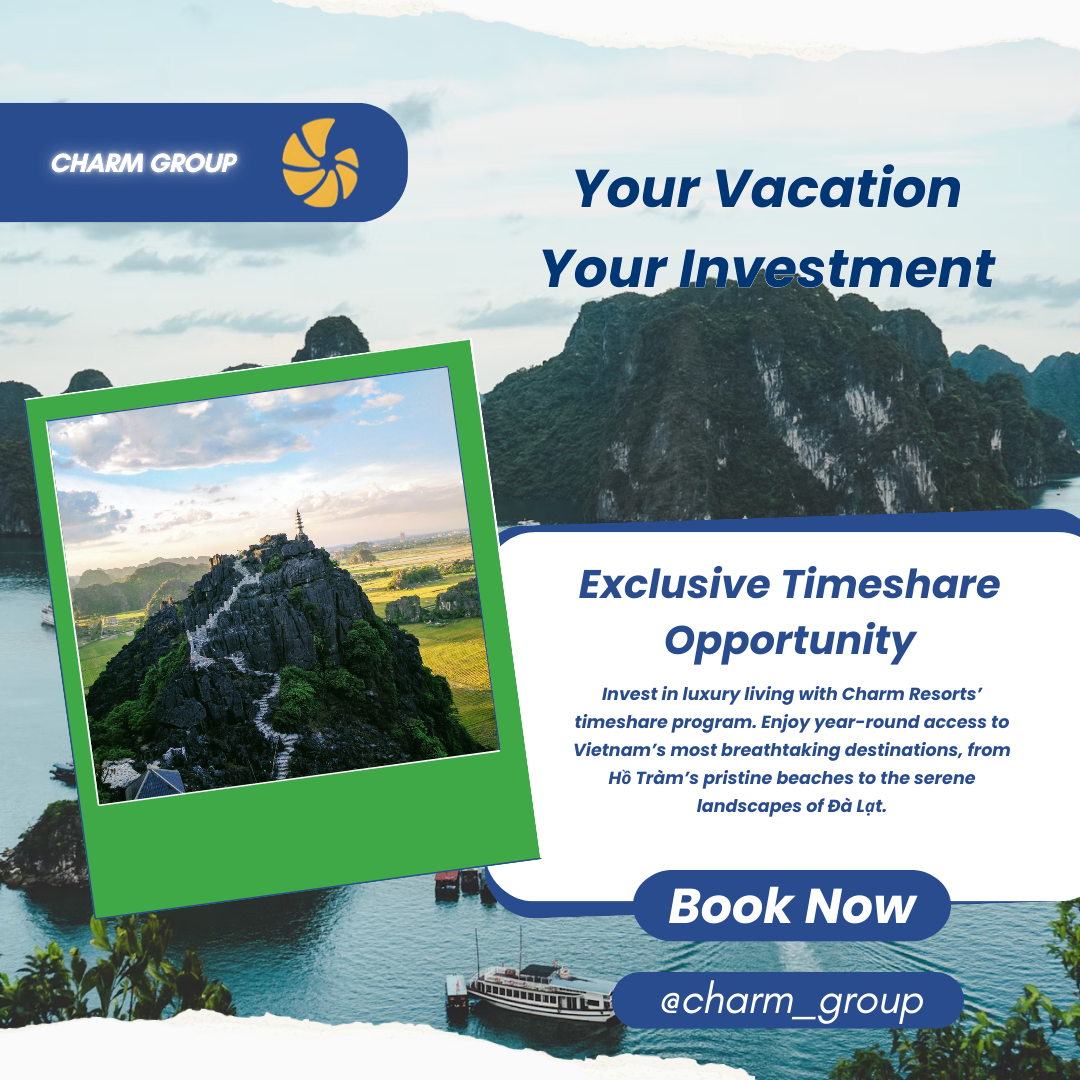 CHARM GROUP
Your Vacation
Your Investment
Exclusive Timeshare
Opportunity
Invest in luxury living with Charm Resorts’
timeshare program. Enjoy year-round access to
Vietnam’s most breathtaking destinations, from
Hồ Tràm’s pristine beaches to the serene
landscapes of Đà Lạt.
Book Now
@charm_group